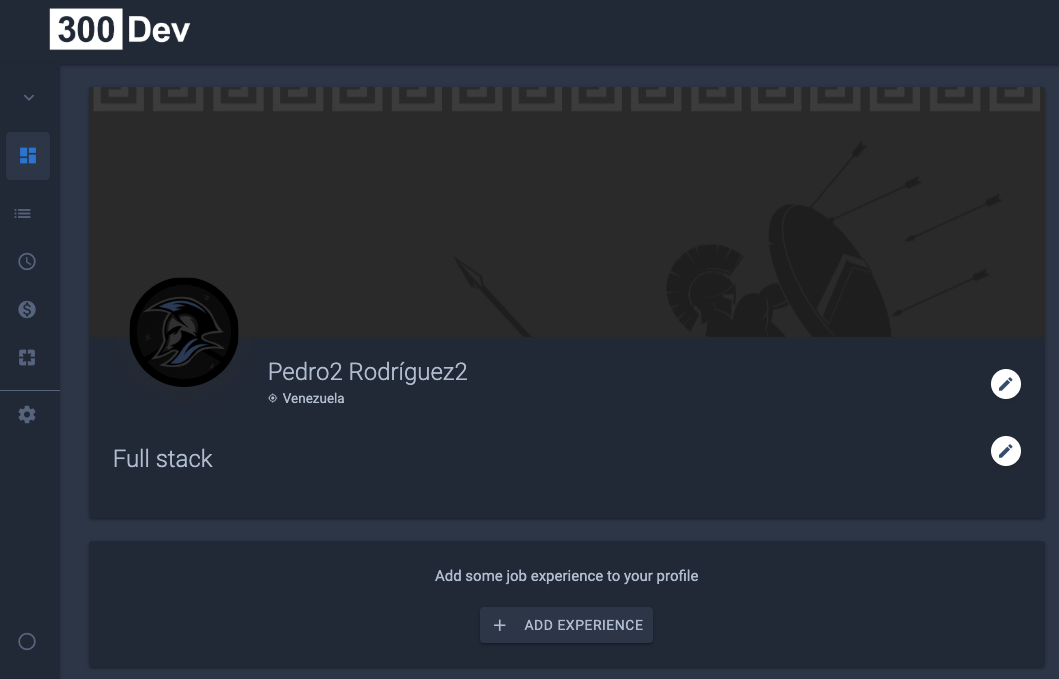 300 Dev
Pedro2 Rodríguez2
Venezuela
Full stack
Add some job experience to your profile
ADD EXPERIENCE